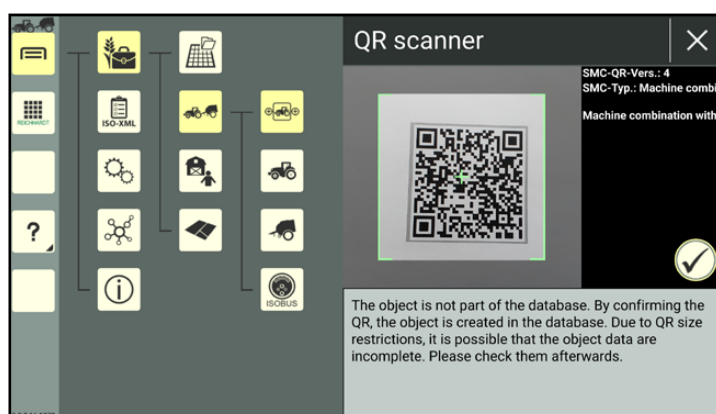 QR scanner
SMC-QR-Vers.: 4
SMC-Typ.: Machine combi
Machine combination with
REICHHARDT
ISO-XML
?
ISOBUS
The object is not part of the database. By confirming the
QR, the object is created in the database. Due to QR size
restrictions, it is possible that the object data are
incomplete. Please check them afterwards.